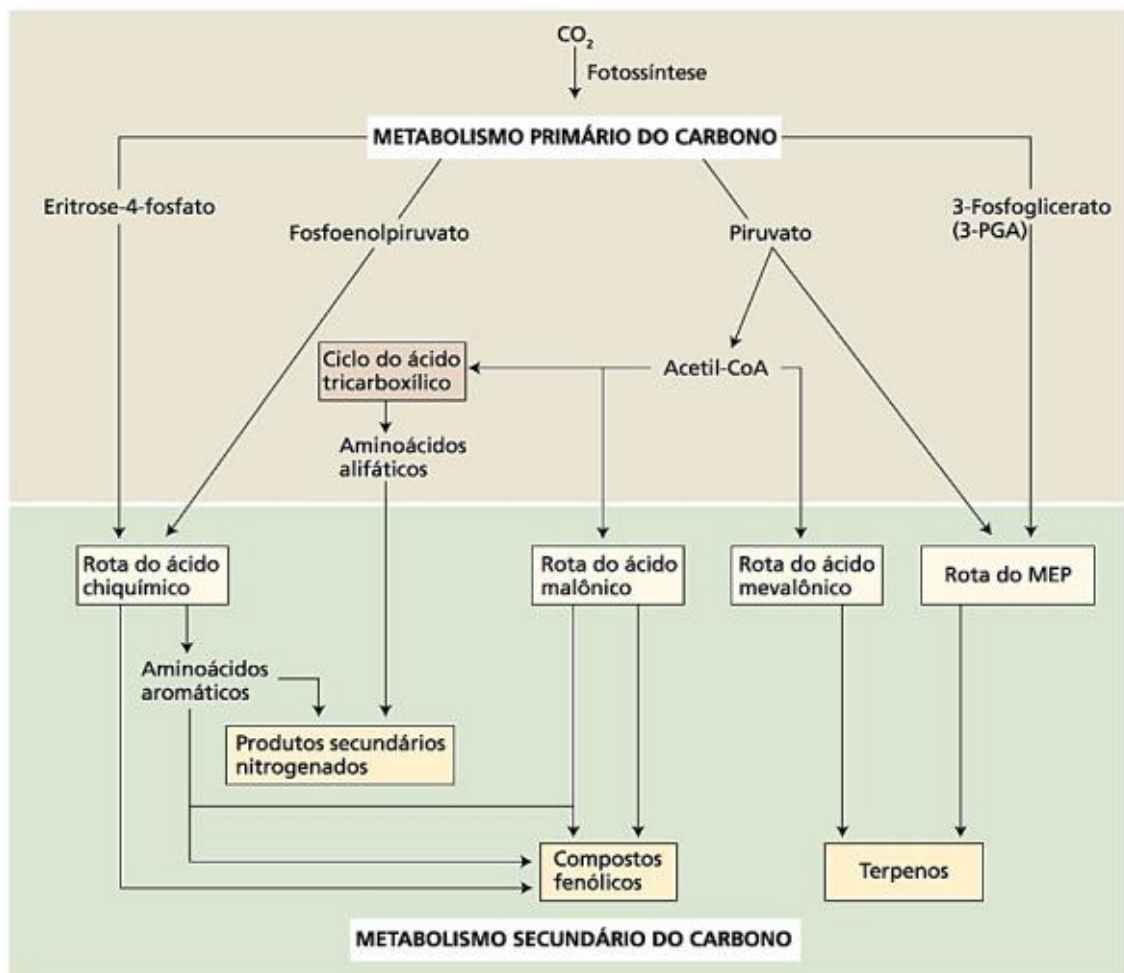 CO₂
Fotossíntese
METABOLISMO PRIMÁRIO DO CARBONO
Eritrose-4-fosfato
Fosfoenolpiruvato
Piruvato
3-Fosfoglicerato
(3-PGA)
Ciclo do ácido
tricarboxílico
Acetil-CoA
Aminoácidos
alifáticos
Rota do ácido
chiquímico
Rota do ácido
malônico
Rota do ácido
mevalônico
Rota do MEP
Aminoácidos
aromáticos
Produtos secundários
nitrogenados
Compostos
fenólicos
Terpenos
METABOLISMO SECUNDÁRIO DO CARBONO